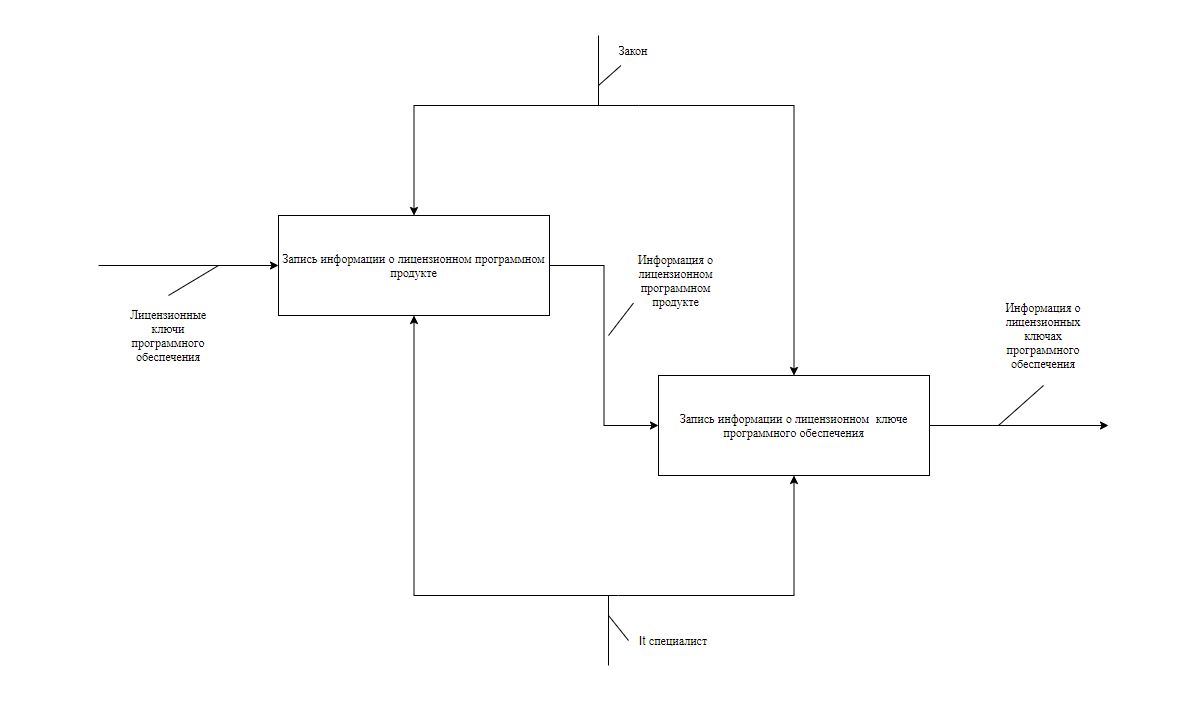 Закон
Запись информации о лицензионном программном
продукте
Информация о
лицензионном
программном
продукте
Лицензионные
ключи
программного
обеспечения
Информация о
лицензионных
ключах
программного
обеспечения
Запись информации о лицензионном ключе
программного обеспечения
It специалист